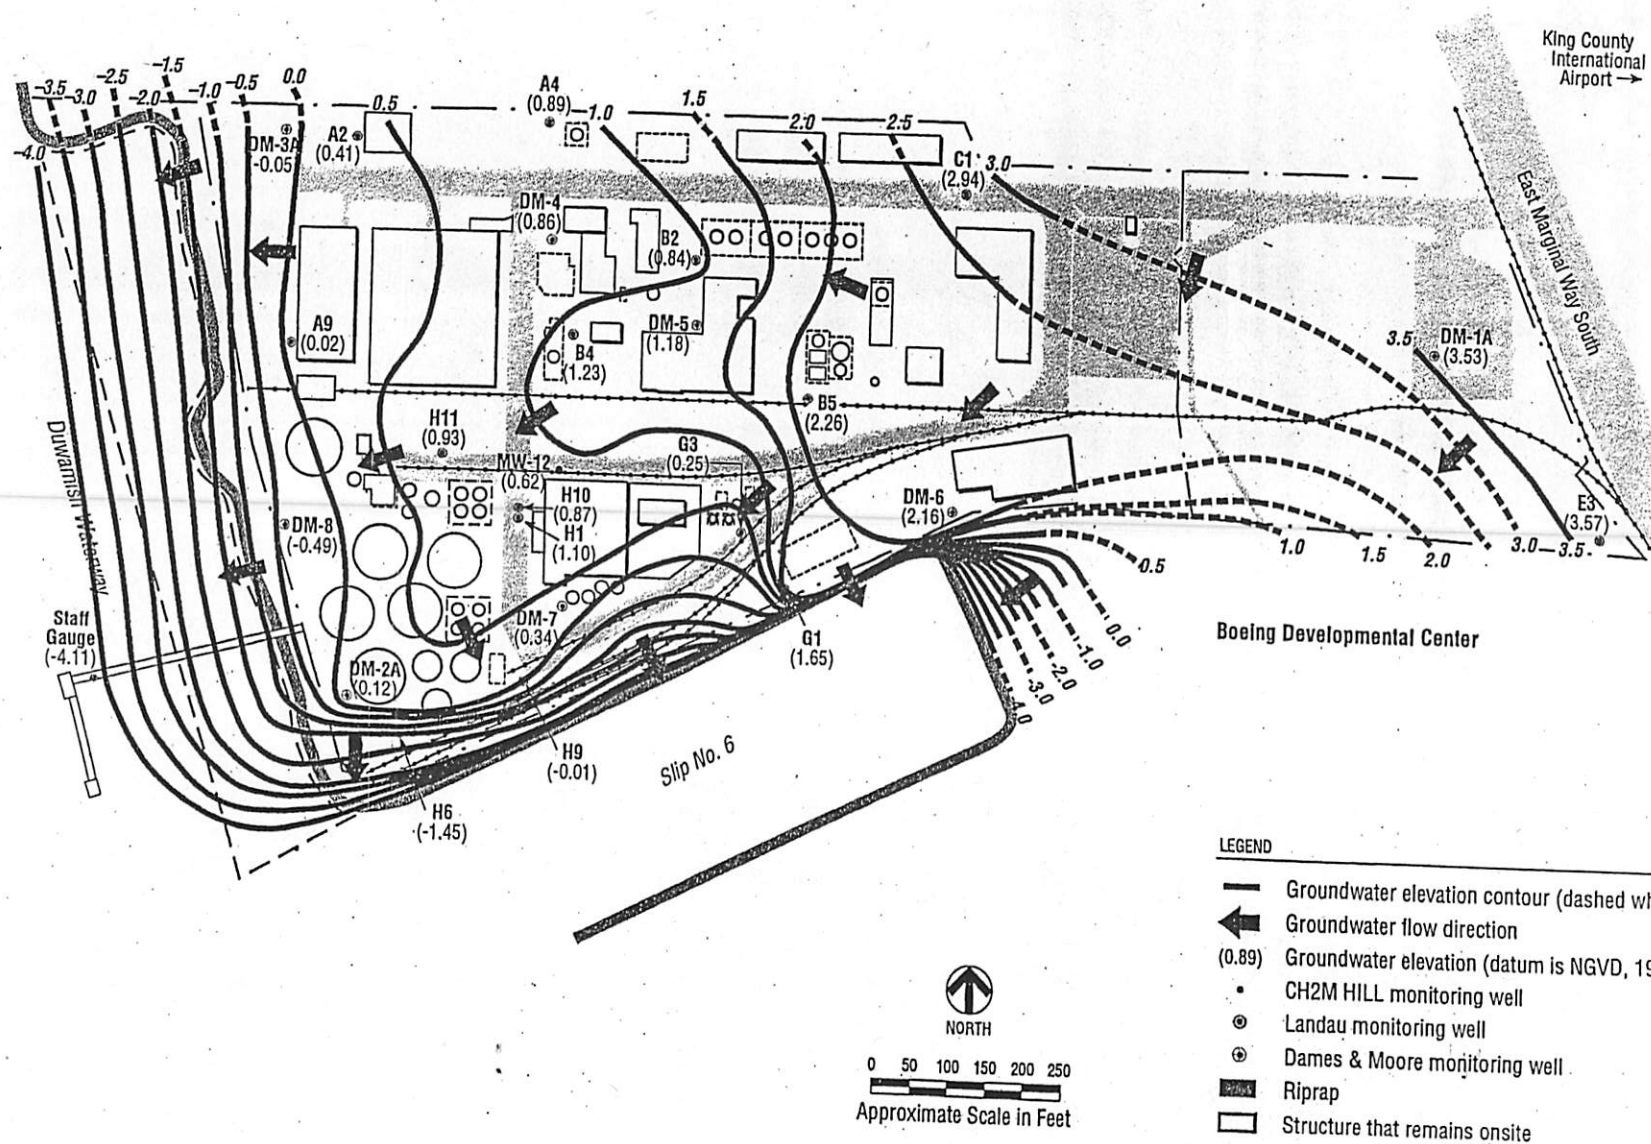 King County
International
Airport
-3.5
-3.0
-2.5
-2.0
-1.5
-1.0
-0.5
0.0
0.5
A4
(0.89)
1.0
1.5
2.0
2.5
3.0
-4.0
DM-3A
-0.05
A2
(0.41)
C1
(2.94)
DM-4
(0.86)
B2
(0.84)
East Marginal Way South
A9
(0.02)
DM-5
(1.18)
B4
(1.23)
3.5
DM-1A
(3.53)
B5
(2.26)
Duwamish Waterway
H11
(0.93)
G3
(0.25)
MW-12
(0.62)
H10
(0.87)
H1
(1.10)
DM-6
(2.16)
E3
(3.57)
DM-8
(-0.49)
1.0
1.5
2.0
3.0
3.5
0.5
0.0
-1.0
-2.0
-3.0
-4.0
Staff
Gauge
(-4.11)
DM-7
(0.34)
G1
(1.65)
Boeing Developmental Center
DM-2A
(0.12)
H9
(-0.01)
Slip No. 6
H6
(-1.45)
LEGEND
Groundwater elevation contour (dashed wh
Groundwater flow direction
(0.89) Groundwater elevation (datum is NGVD, 19
CH2M HILL monitoring well
Landau monitoring well
Dames & Moore monitoring well
Riprap
Structure that remains onsite
NORTH
0 50 100 150 200 250
Approximate Scale in Feet